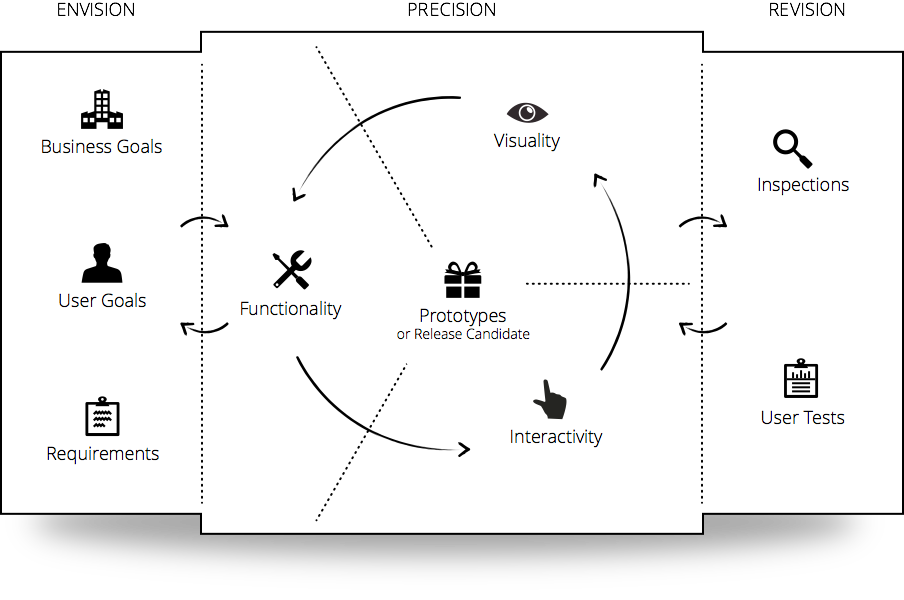 ENVISION
PRECISION
REVISION
Business Goals
User Goals
Requirements
Visuality
Functionality
Prototypes
or Release Candidate
Interactivity
Inspections
User Tests